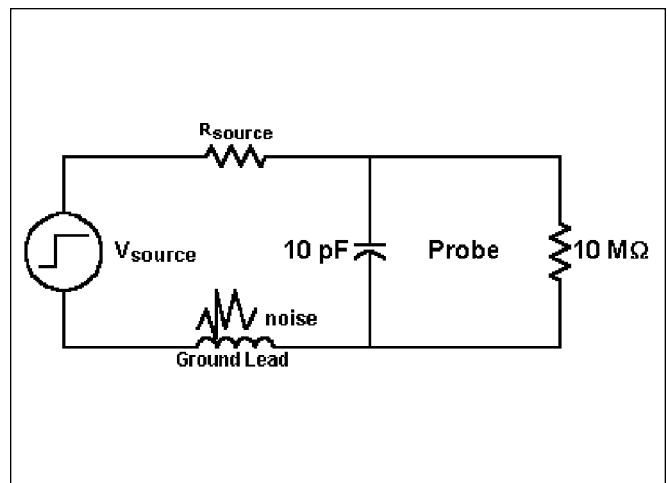 Rsource
Vsource
10 pF
Probe
10 MΩ
noise
Ground Lead